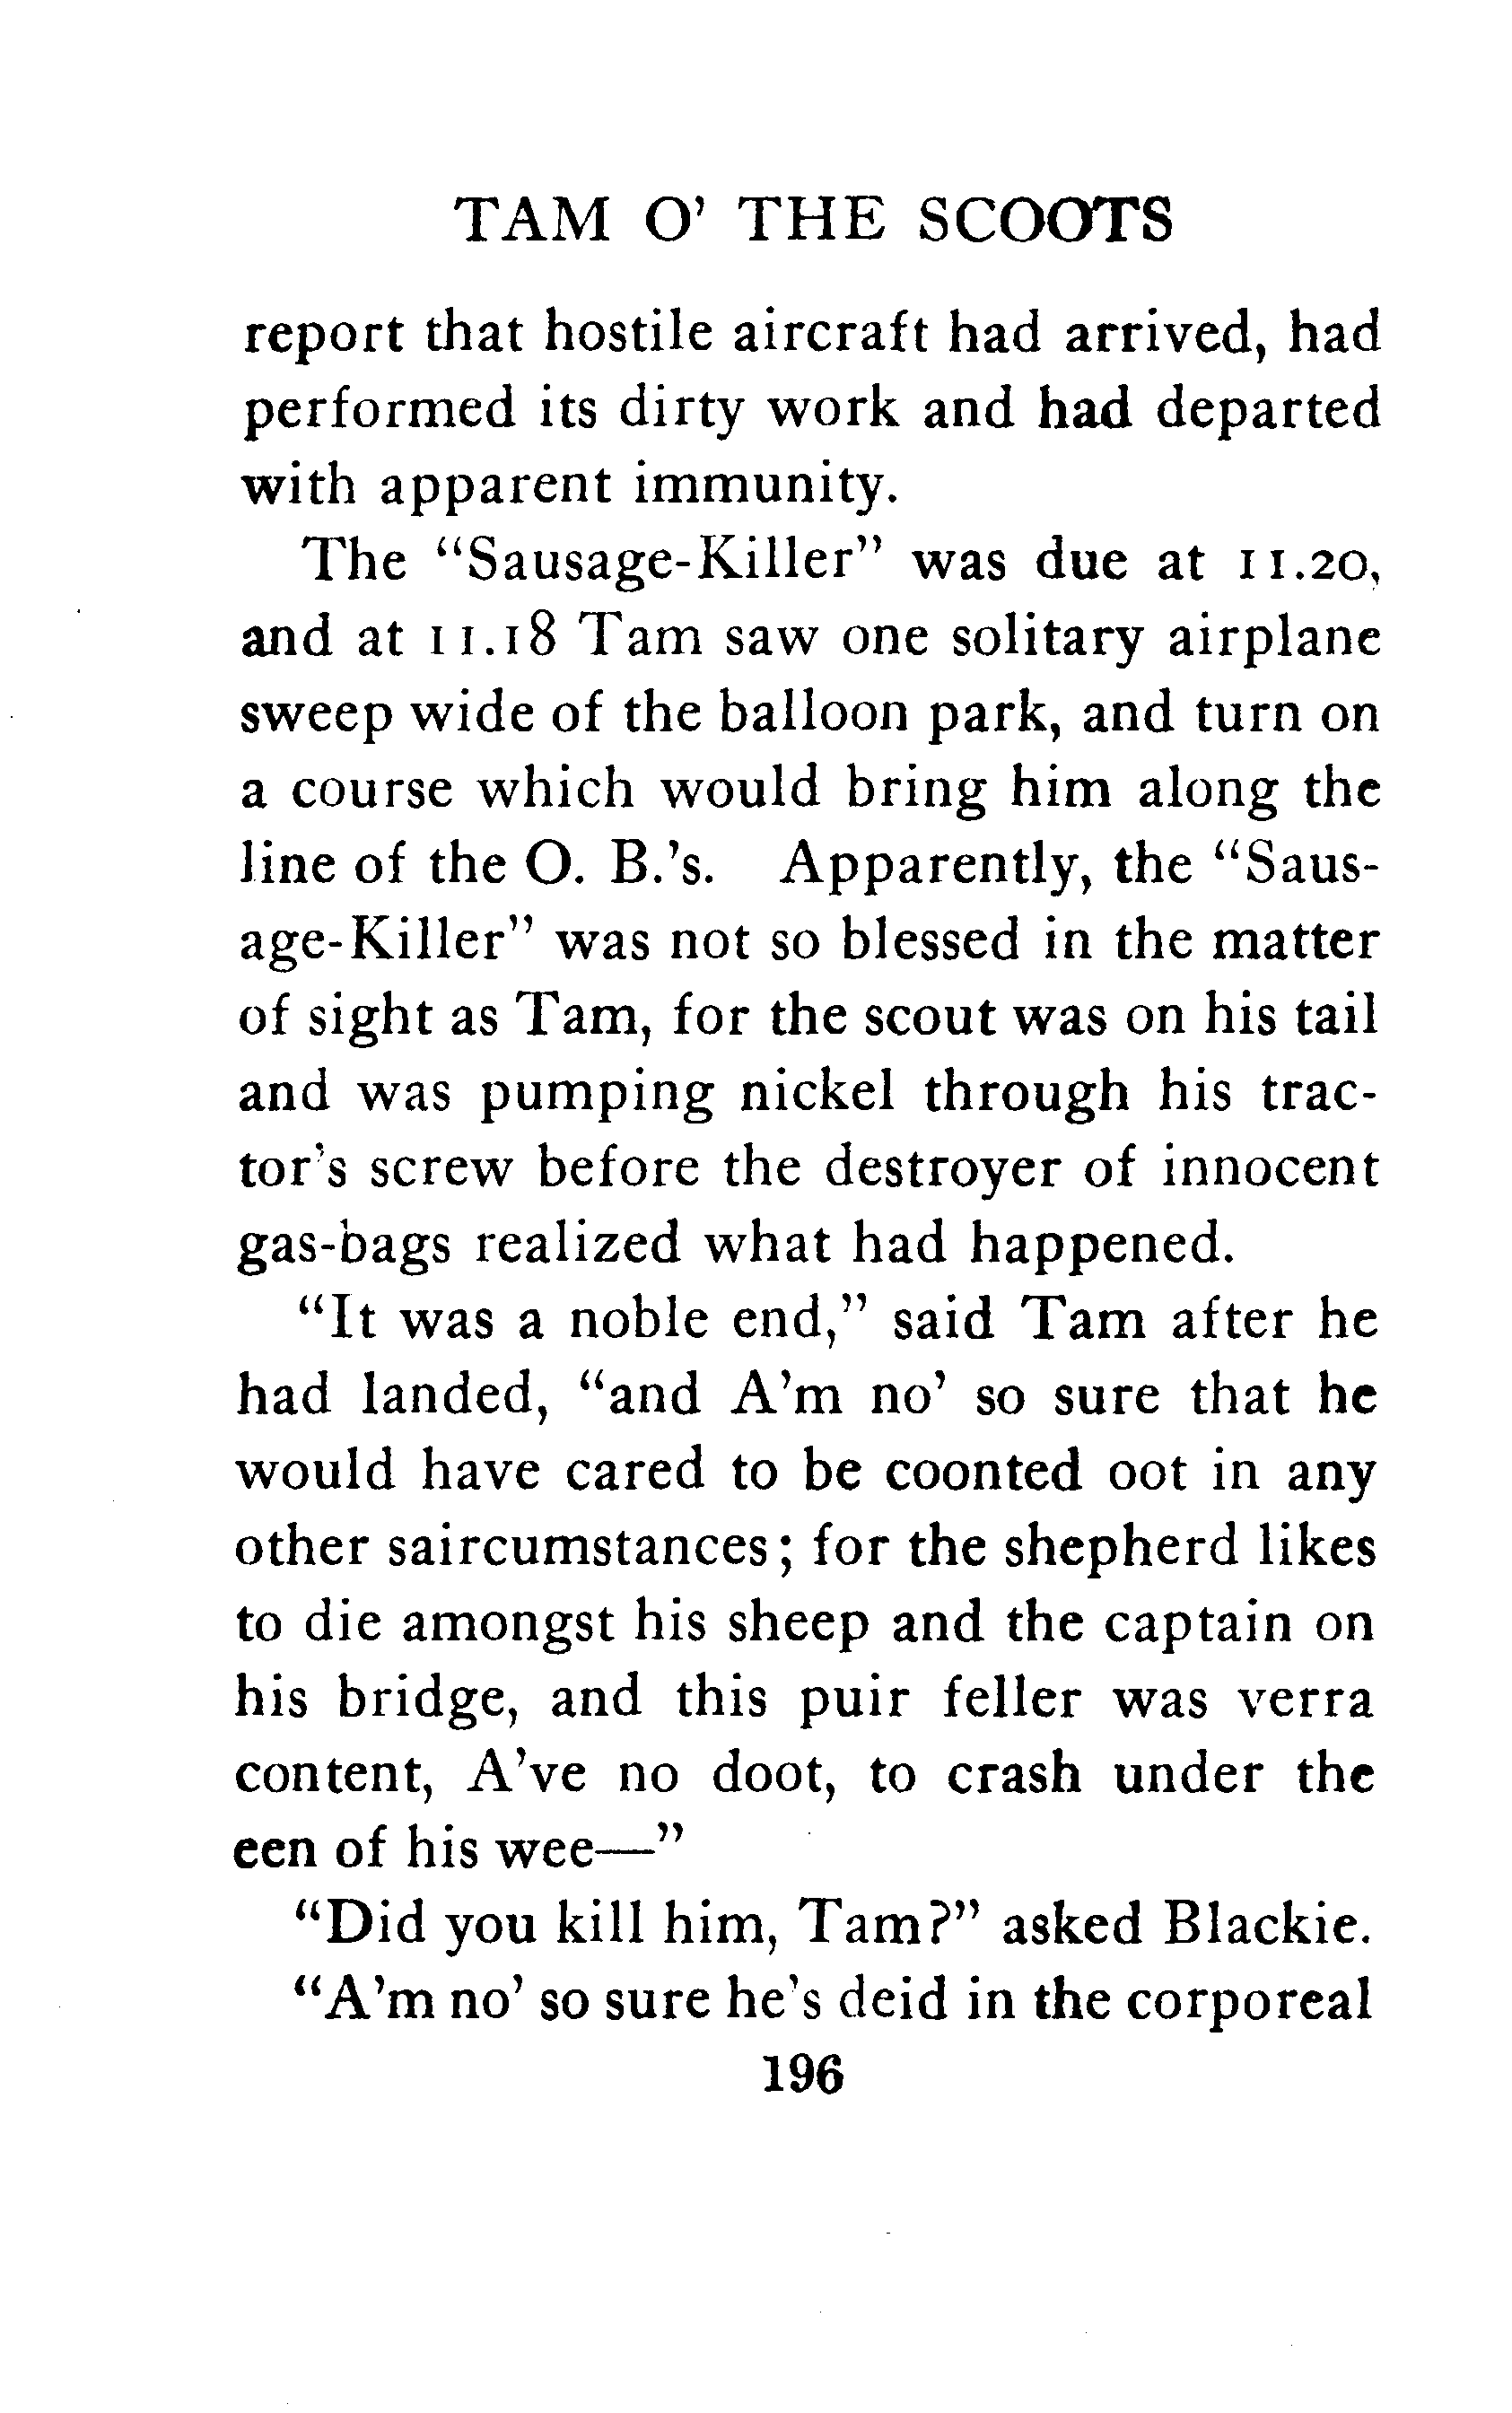 TAM O' THE SCOOTS
report that hostile aircraft had arrived, had
performed its dirty work and had departed
with apparent immunity.
The "Sausage-Killer" was due at 11.20,
and at 11.18 Tam saw one solitary airplane
sweep wide of the balloon park, and turn on
a course which would bring him along the
line of the O. B.'s. Apparently, the "Saus-
age-Killer" was not so blessed in the matter
of sight as Tam, for the scout was on his tail
and was pumping nickel through his trac-
tor's screw before the destroyer of innocent
gas-bags realized what had happened.
"It was a noble end," said Tam after he
had landed, "and A'm no' so sure that he
would have cared to be coonted oot in any
other saircumstances; for the shepherd likes
to die amongst his sheep and the captain on
his bridge, and this puir feller was verra
content, A've no doot, to crash under the
een of his wee—"
"Did you kill him, Tam?" asked Blackie.
"A'm no' so sure he's deid in the corporeal
196